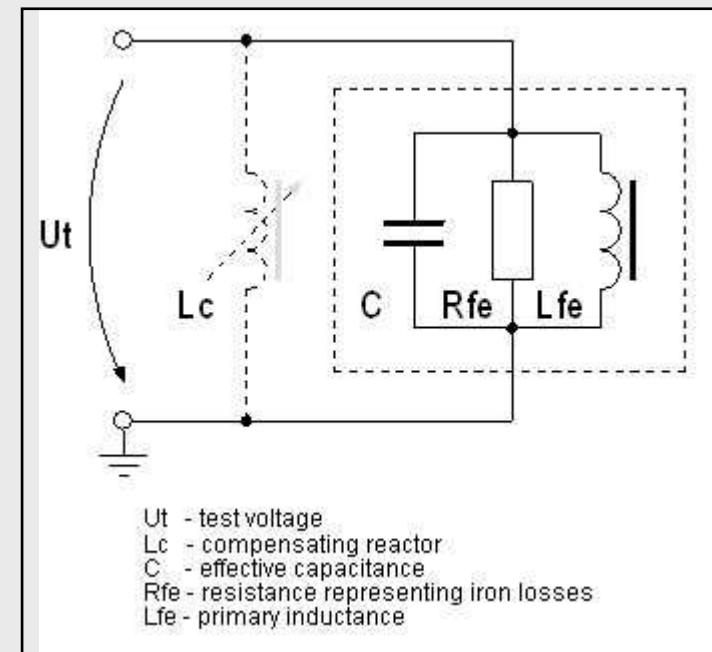 Ut
Lc
C
Rfe
Lfe
Ut - test voltage
Lc - compensating reactor
C - effective capacitance
Rfe - resistance representing iron losses
Lfe - primary inductance